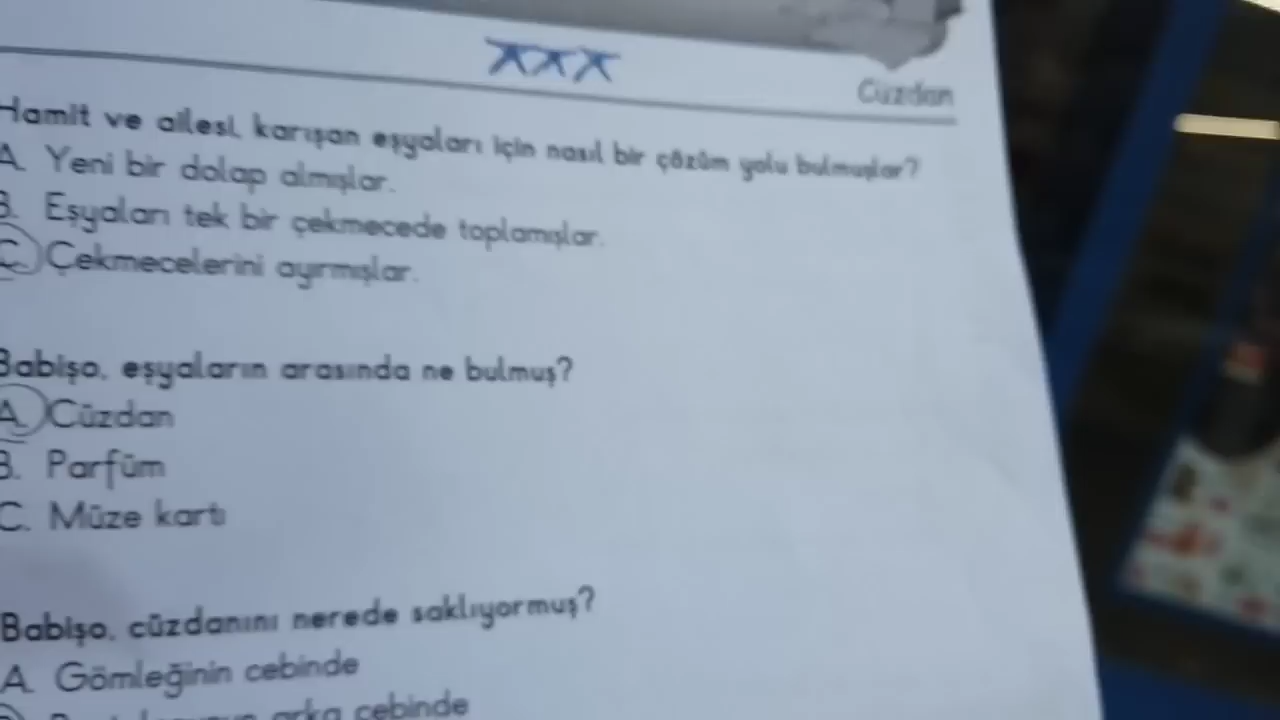 Cüzdan
Hamit ve ailesi, karışan eşyaları için nasıl bir çözüm yolu bulmuşlar?
A. Yeni bir dolap almışlar.
B. Eşyaları tek bir çekmecede toplamışlar.
C. Çekmecelerini ayırmışlar.
Babişo, eşyaların arasında ne bulmuş?
A. Cüzdan
B. Parfüm
C. Müze kartı
Babişo, cüzdanını nerede saklıyormuş?
A. Gömleğinin cebinde
arka cebinde